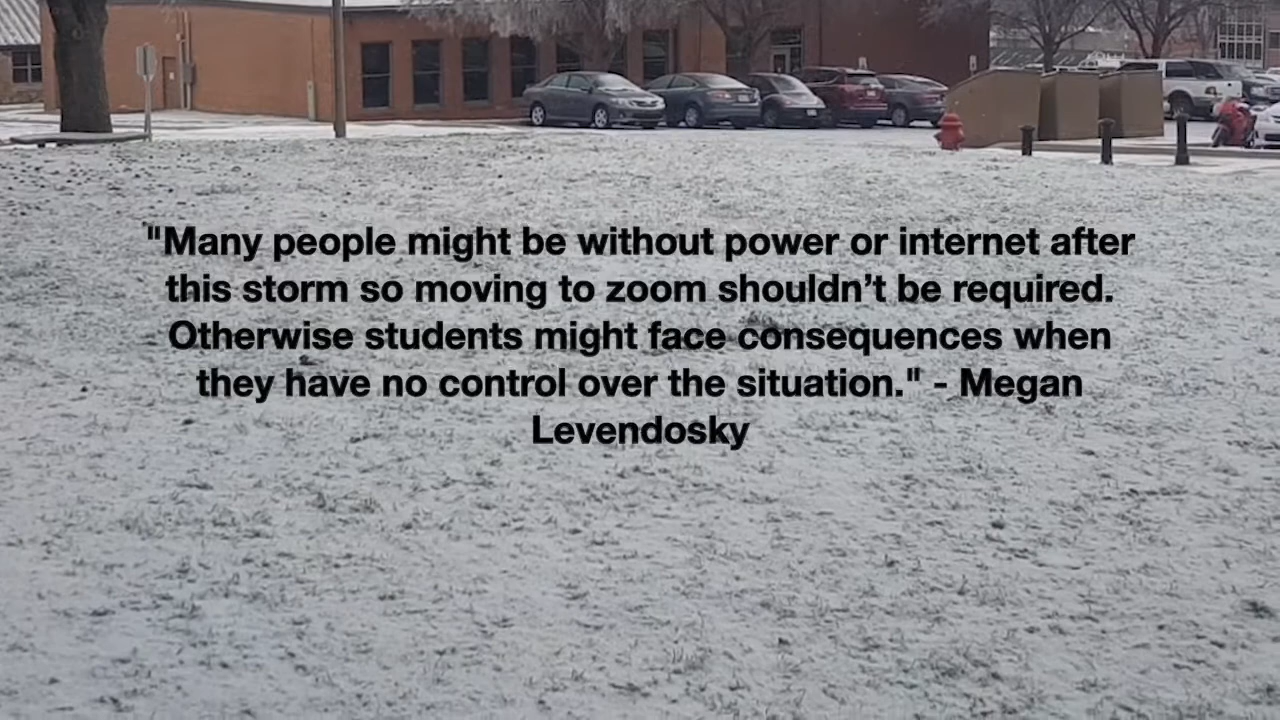 "Many people might be without power or internet after
this storm so moving to zoom shouldn’t be required.
Otherwise students might face consequences when
they have no control over the situation." - Megan
Levendosky